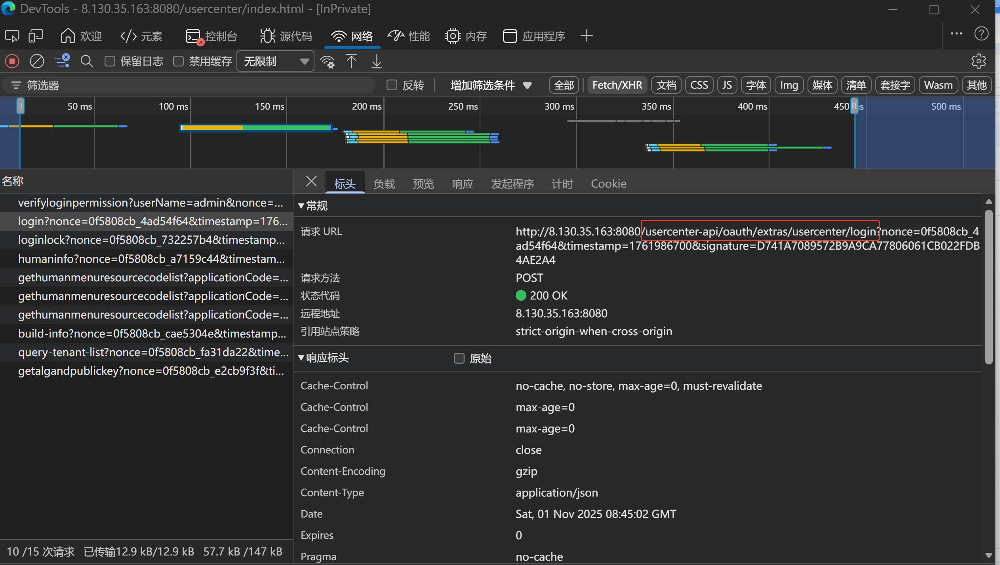 DevTools - 8.130.35.163:8080/usercenter/index.html - [InPrivate]
欢迎 元素 控制台 源代码 网络 性能 内存 应用程序
保留日志 禁用缓存 无限制
筛选器 反转 增加筛选条件 全部 Fetch/XHR 文档 CSS JS 字体 Img 媒体 清单 套接字 Wasm 其他
50 ms 100 ms 150 ms 200 ms 250 ms 300 ms 350 ms 400 ms 450 ms 500 ms
名称
标头 负载 预览 响应 发起程序 计时 Cookie
verifyloginpermission?userName=admin&nonce=...
login?nonce=0f5808cb_4ad54f64&timestamp=176...
loginlock?nonce=0f5808cb_732257b4&timestamp...
humaninfo?nonce=0f5808cb_a7159c44&timestam...
gethumanmenuresourcecodelist?applicationCode=...
gethumanmenuresourcecodelist?applicationCode=...
gethumanmenuresourcecodelist?applicationCode=...
build-info?nonce=0f5808cb_cae5304e&timestamp...
query-tenant-list?nonce=0f5808cb_fa31da22&time...
getalgandpublickey?nonce=0f5808cb_e2cb9f3f&ti...
常规
请求 URL http://8.130.35.163:8080/usercenter-api/oauth/extras/usercenter/login?nonce=0f5808cb_4
ad54f64&timestamp=1761986700&signature=D741A7089572B9A9CA77806061CB022FDB
4AE2A4
请求方法 POST
状态代码 200 OK
远程地址 8.130.35.163:8080
引用站点策略 strict-origin-when-cross-origin
响应标头 原始
Cache-Control no-cache, no-store, max-age=0, must-revalidate
Cache-Control max-age=0
Cache-Control max-age=0
Connection close
Content-Encoding gzip
Content-Type application/json
Date Sat, 01 Nov 2025 08:45:02 GMT
Expires 0
Pragma no-cache
10 /15 次请求 已传输12.9 kB/12.9 kB 57.7 kB /147 kB